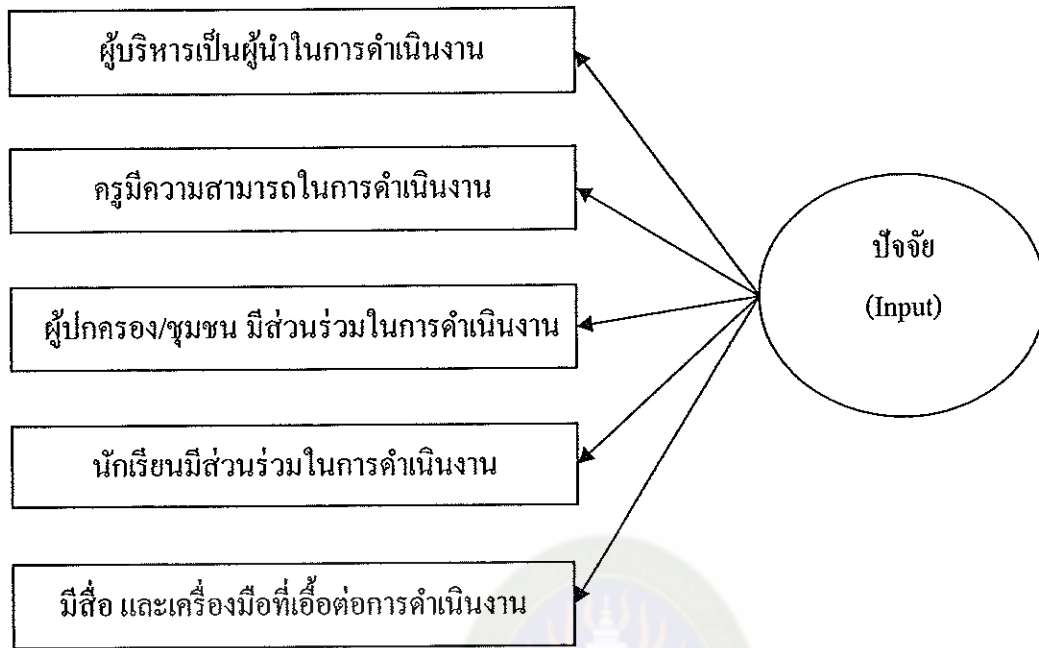 ผู้บริหารเป็นผู้นำในการดำเนินงาน
ครูมีความสามารถในการดำเนินงาน
ผู้ปกครอง/ชุมชน มีส่วนร่วมในการดำเนินงาน
นักเรียนมีส่วนร่วมในการดำเนินงาน
มีสื่อ และเครื่องมือที่เอื้อต่อการดำเนินงาน
ปัจจัย
(Input)